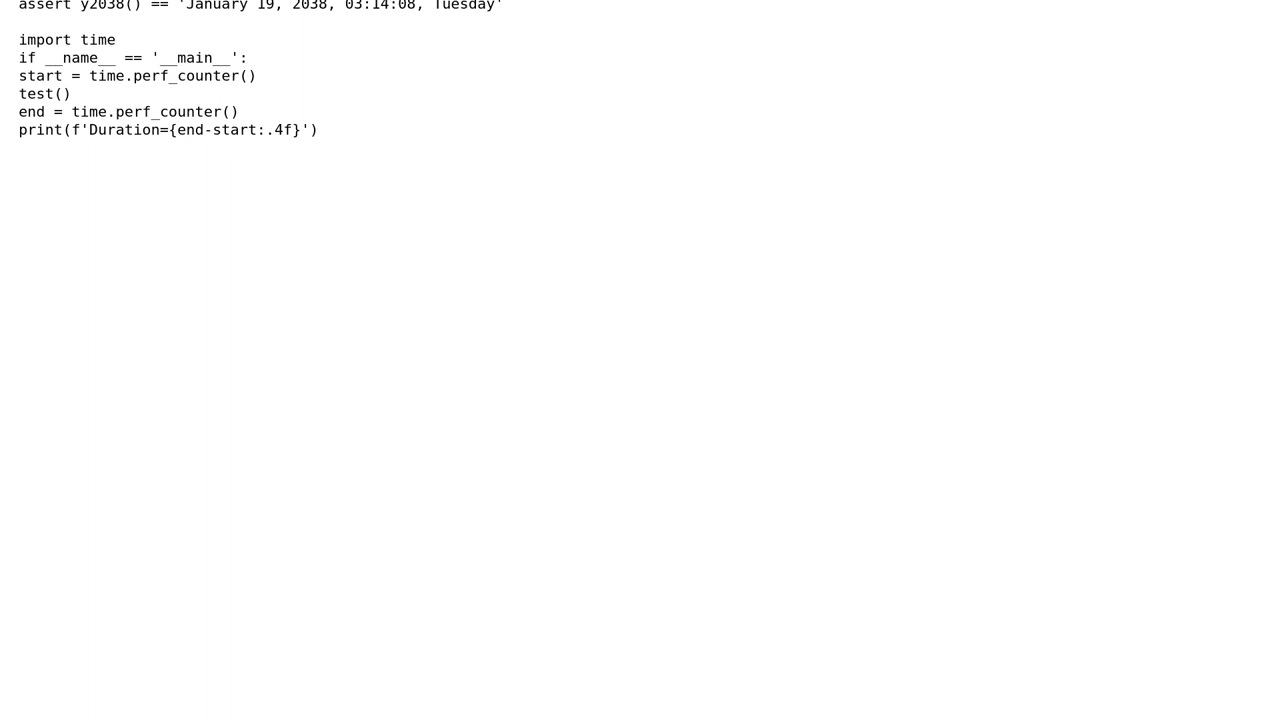 assert y2038() == 'January 19, 2038, 03:14:08, Tuesday'
import time
if __name__ == '__main__':
start = time.perf_counter()
test()
end = time.perf_counter()
print(f'Duration={end-start:.4f}')